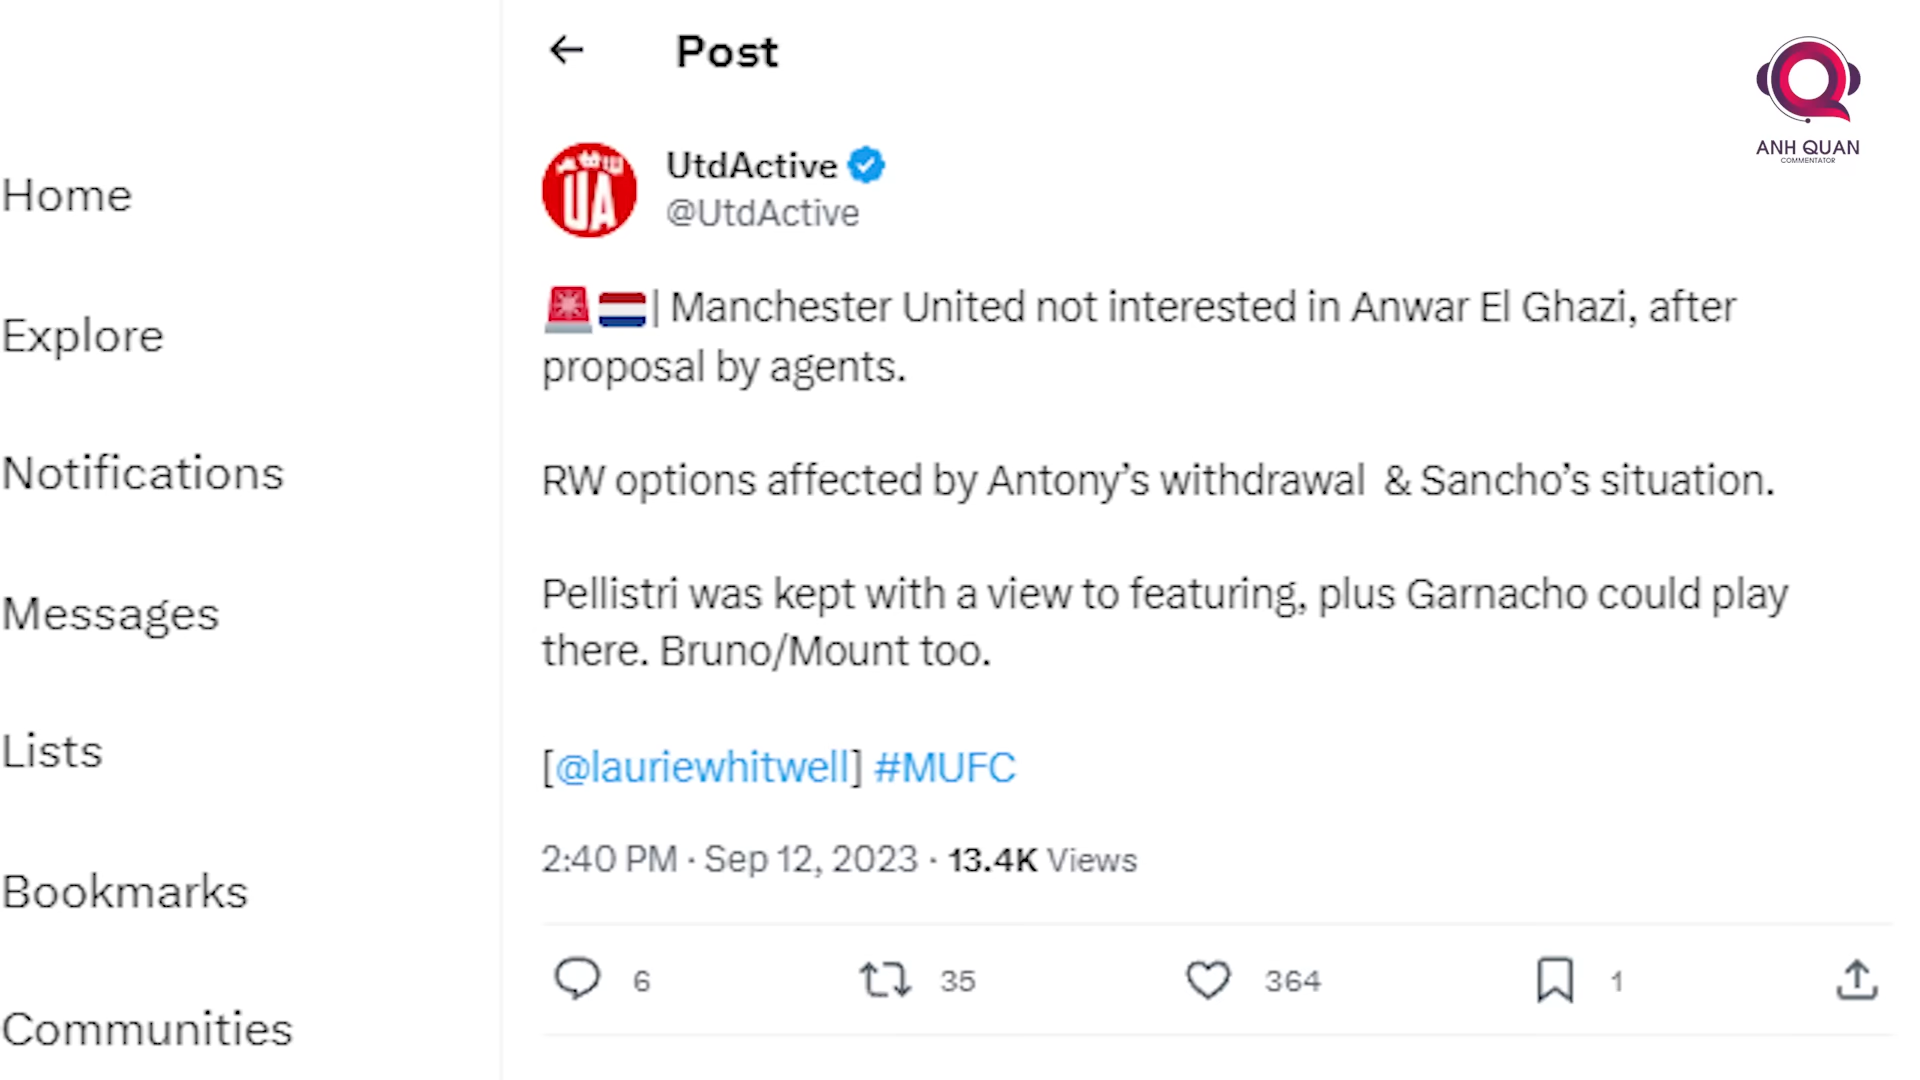 Post
ANH QUAN
COMMENTATOR
UA
UtdActive
@UtdActive
Home
Explore
Notifications
Messages
Lists
Bookmarks
Communities
| Manchester United not interested in Anwar El Ghazi, after
proposal by agents.
RW options affected by Antony’s withdrawal & Sancho’s situation.
Pellistri was kept with a view to featuring, plus Garnacho could play
there. Bruno/Mount too.
[@lauriewhitwell] #MUFC
2:40 PM · Sep 12, 2023 · 13.4K Views
6 35 364 1